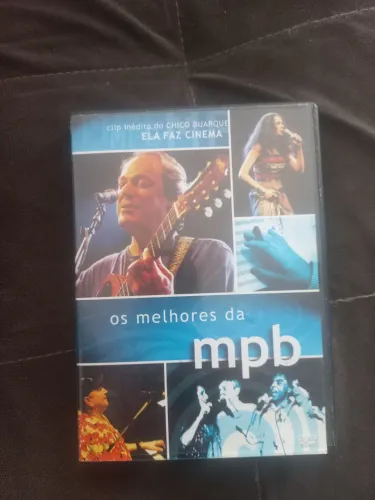 clip inédito do CHICO BUARQUE
ELA FAZ CINEMA
os melhores da
mpb